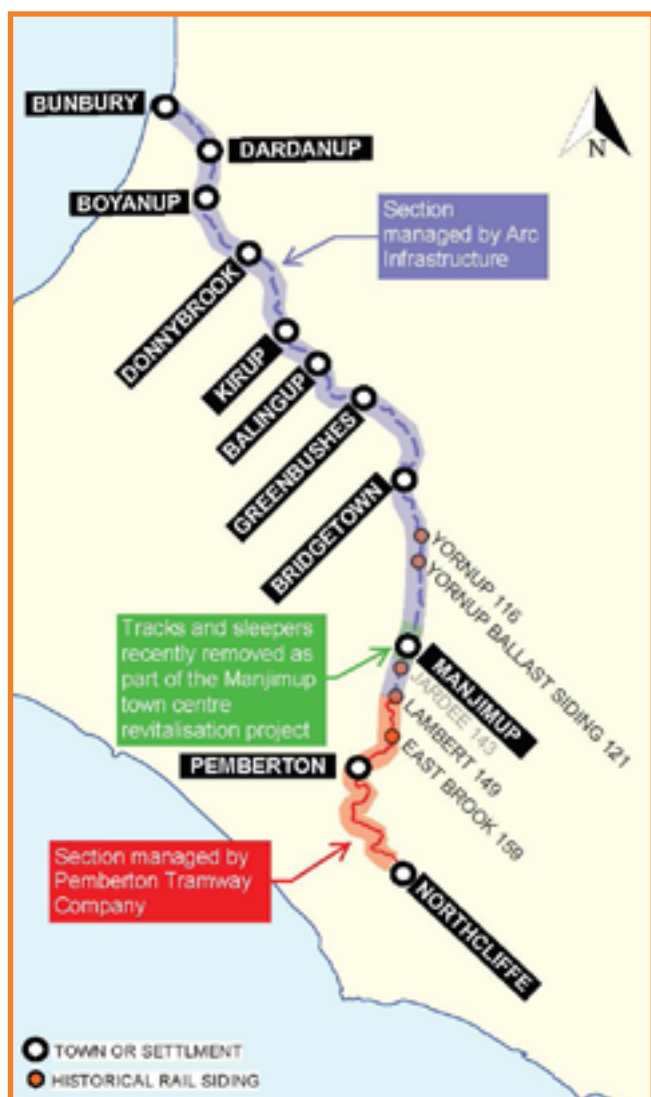 BUNBURY
DARDANUP
BOYANUP
N
Section
managed by Arc
Infrastructure
DONNYBROOK
KIRUP
BALINGUP
GREENBUSHES
BRIDGETOWN
YORNUP 116
YORNUP BALLAST SIDING 121
Tracks and sleepers
recently removed as
part of the Manjimup
town centre
revitalisation project
MANJIMUP
JARDEE 143
LAMBERT 149
EAST BROOK 159
PEMBERTON
Section managed by
Pemberton Tramway
Company
NORTHCLIFFE
TOWN OR SETTLMENT
HISTORICAL RAIL SIDING